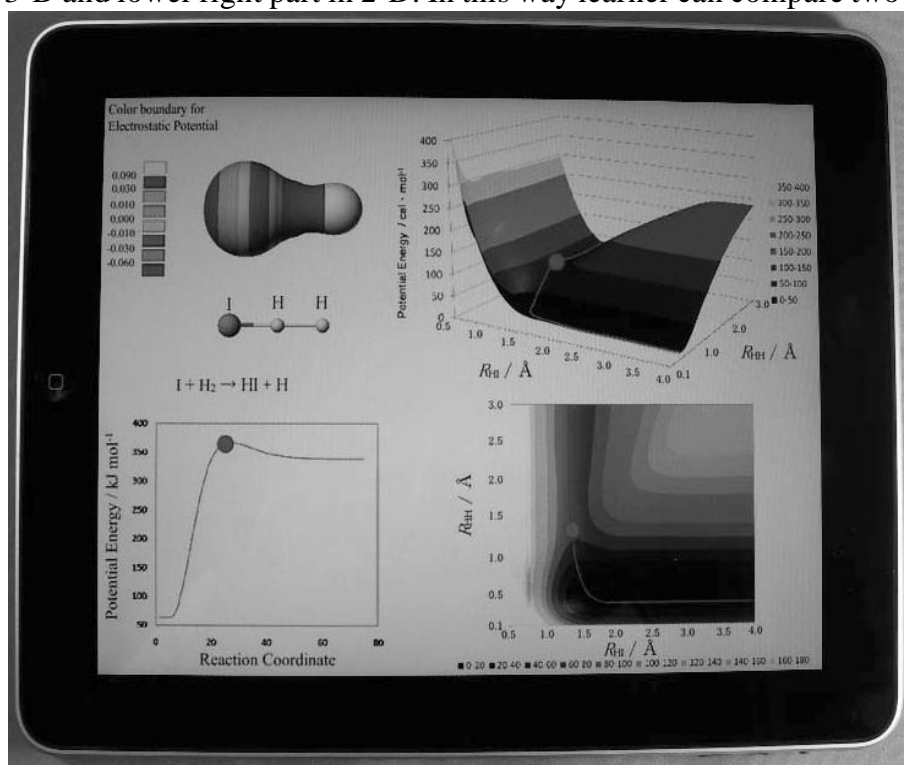 3-D and lower right part in 2-D. In this way learner can compare two
Color boundary for
Electrostatic Potential
0.090
0.030
0.010
0.000
-0.010
-0.030
-0.060
I H H
I + H₂ → HI + H
400
350
300
250
200
150
100
50
0
Potential Energy / cal · mol⁻¹
0.5 1.0 1.5 2.0 2.5 3.0 3.5 4.0
RHI / Å
0.1 1.0 2.0 3.0
RHH / Å
350-400
300-350
250-300
200-250
150-200
100-150
50-100
0-50
Potential Energy / kJ mol⁻¹
400
350
300
250
200
150
100
50
0 20 40 60 80
Reaction Coordinate
RHH / Å
3.0
2.5
2.0
1.5
1.0
0.5
0.1
0.5 1.0 1.5 2.0 2.5 3.0 3.5 4.0
RHI / Å
0-20 20-40 40-60 60-80 80-100 100-120 120-140 140-160 160-180